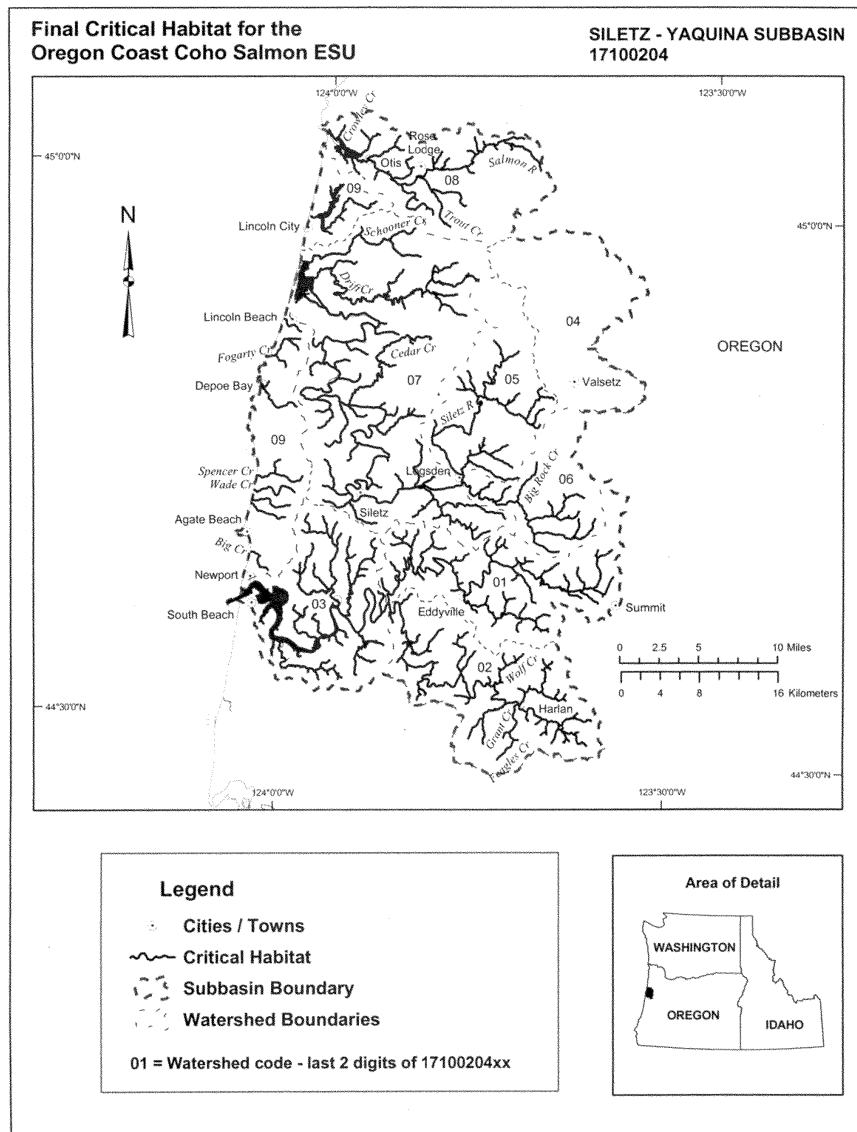 Final Critical Habitat for the
Oregon Coast Coho Salmon ESU
SILETZ - YAQUINA SUBBASIN
17100204
124°0'0"W
123°30'0"W
45°0'0"N
45°0'0"N
Crowley Cr
Rose
Lodge
Otis
Salmon R
08
09
Trout Cr
N
Lincoln City
Schooner Cr
Drift Cr
Lincoln Beach
04
OREGON
Fogarty Cr
Cedar Cr
Depoe Bay
07
05
Valsetz
Siletz R
09
Spencer Cr
Wade Cr
Logsden
Big Rock Cr
06
Agate Beach
Siletz
Big Cr
Newport
01
South Beach
03
Eddyville
Summit
02
Wolf Cr
0 2.5 5 10 Miles
0 4 8 16 Kilometers
Harlan
Grant Cr
Feagles Cr
44°30'0"N
44°30'0"N
124°0'0"W
123°30'0"W
Legend
Cities / Towns
Critical Habitat
Subbasin Boundary
Watershed Boundaries
01 = Watershed code - last 2 digits of 17100204xx
Area of Detail
WASHINGTON
OREGON
IDAHO